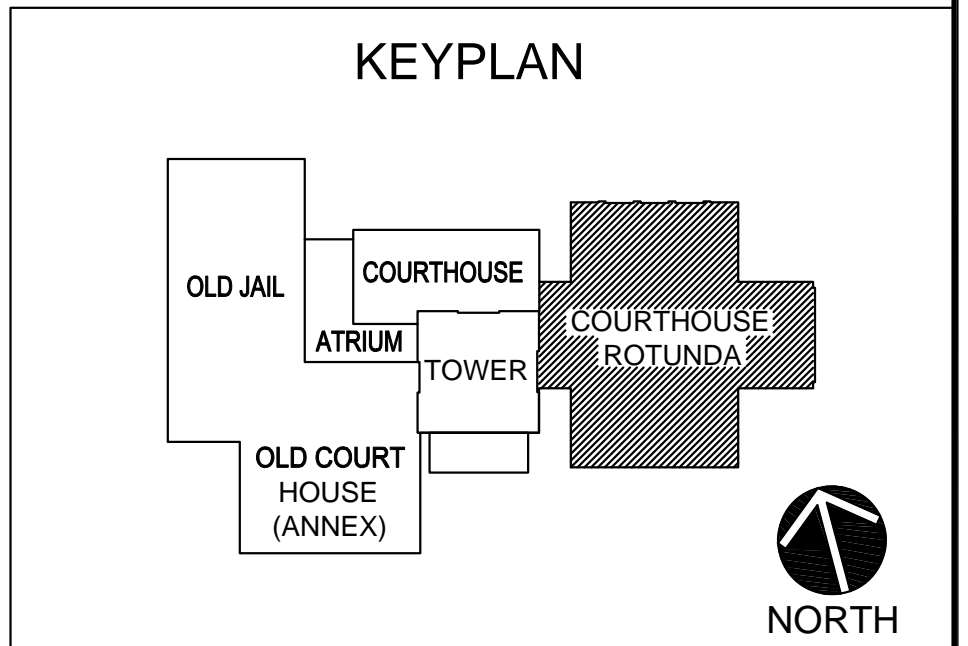 KEYPLAN
OLD JAIL
COURTHOUSE
ATRIUM
TOWER
COURTHOUSE
ROTUNDA
OLD COURT
HOUSE
(ANNEX)
NORTH